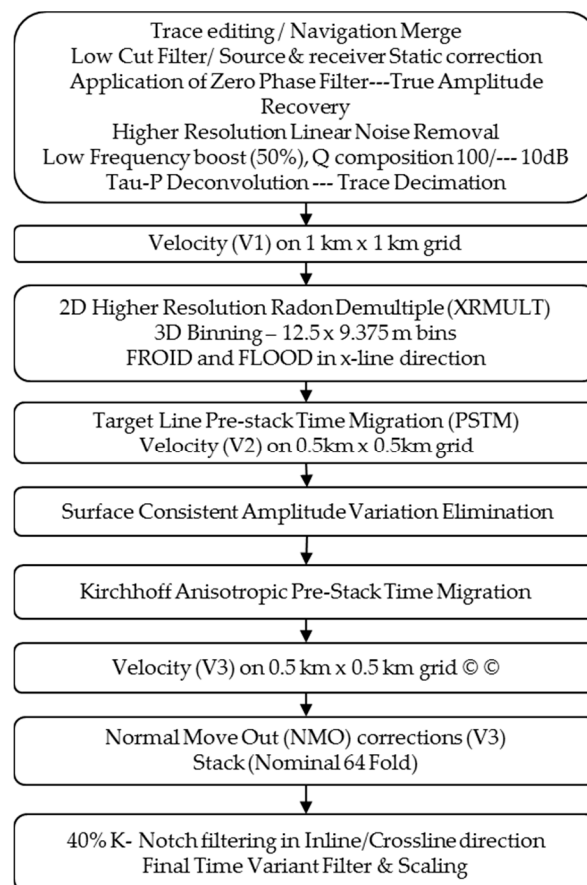 Trace editing / Navigation Merge
Low Cut Filter/ Source & receiver Static correction
Application of Zero Phase Filter---True Amplitude
Recovery
Higher Resolution Linear Noise Removal
Low Frequency boost (50%), Q composition 100/--- 10dB
Tau-P Deconvolution --- Trace Decimation
Velocity (V1) on 1 km x 1 km grid
2D Higher Resolution Radon Demultiple (XRMULT)
3D Binning – 12.5 x 9.375 m bins
FROID and FLOOD in x-line direction
Target Line Pre-stack Time Migration (PSTM)
Velocity (V2) on 0.5km x 0.5km grid
Surface Consistent Amplitude Variation Elimination
Kirchhoff Anisotropic Pre-Stack Time Migration
Velocity (V3) on 0.5 km x 0.5 km grid © ©
Normal Move Out (NMO) corrections (V3)
Stack (Nominal 64 Fold)
40% K- Notch filtering in Inline/Crossline direction
Final Time Variant Filter & Scaling